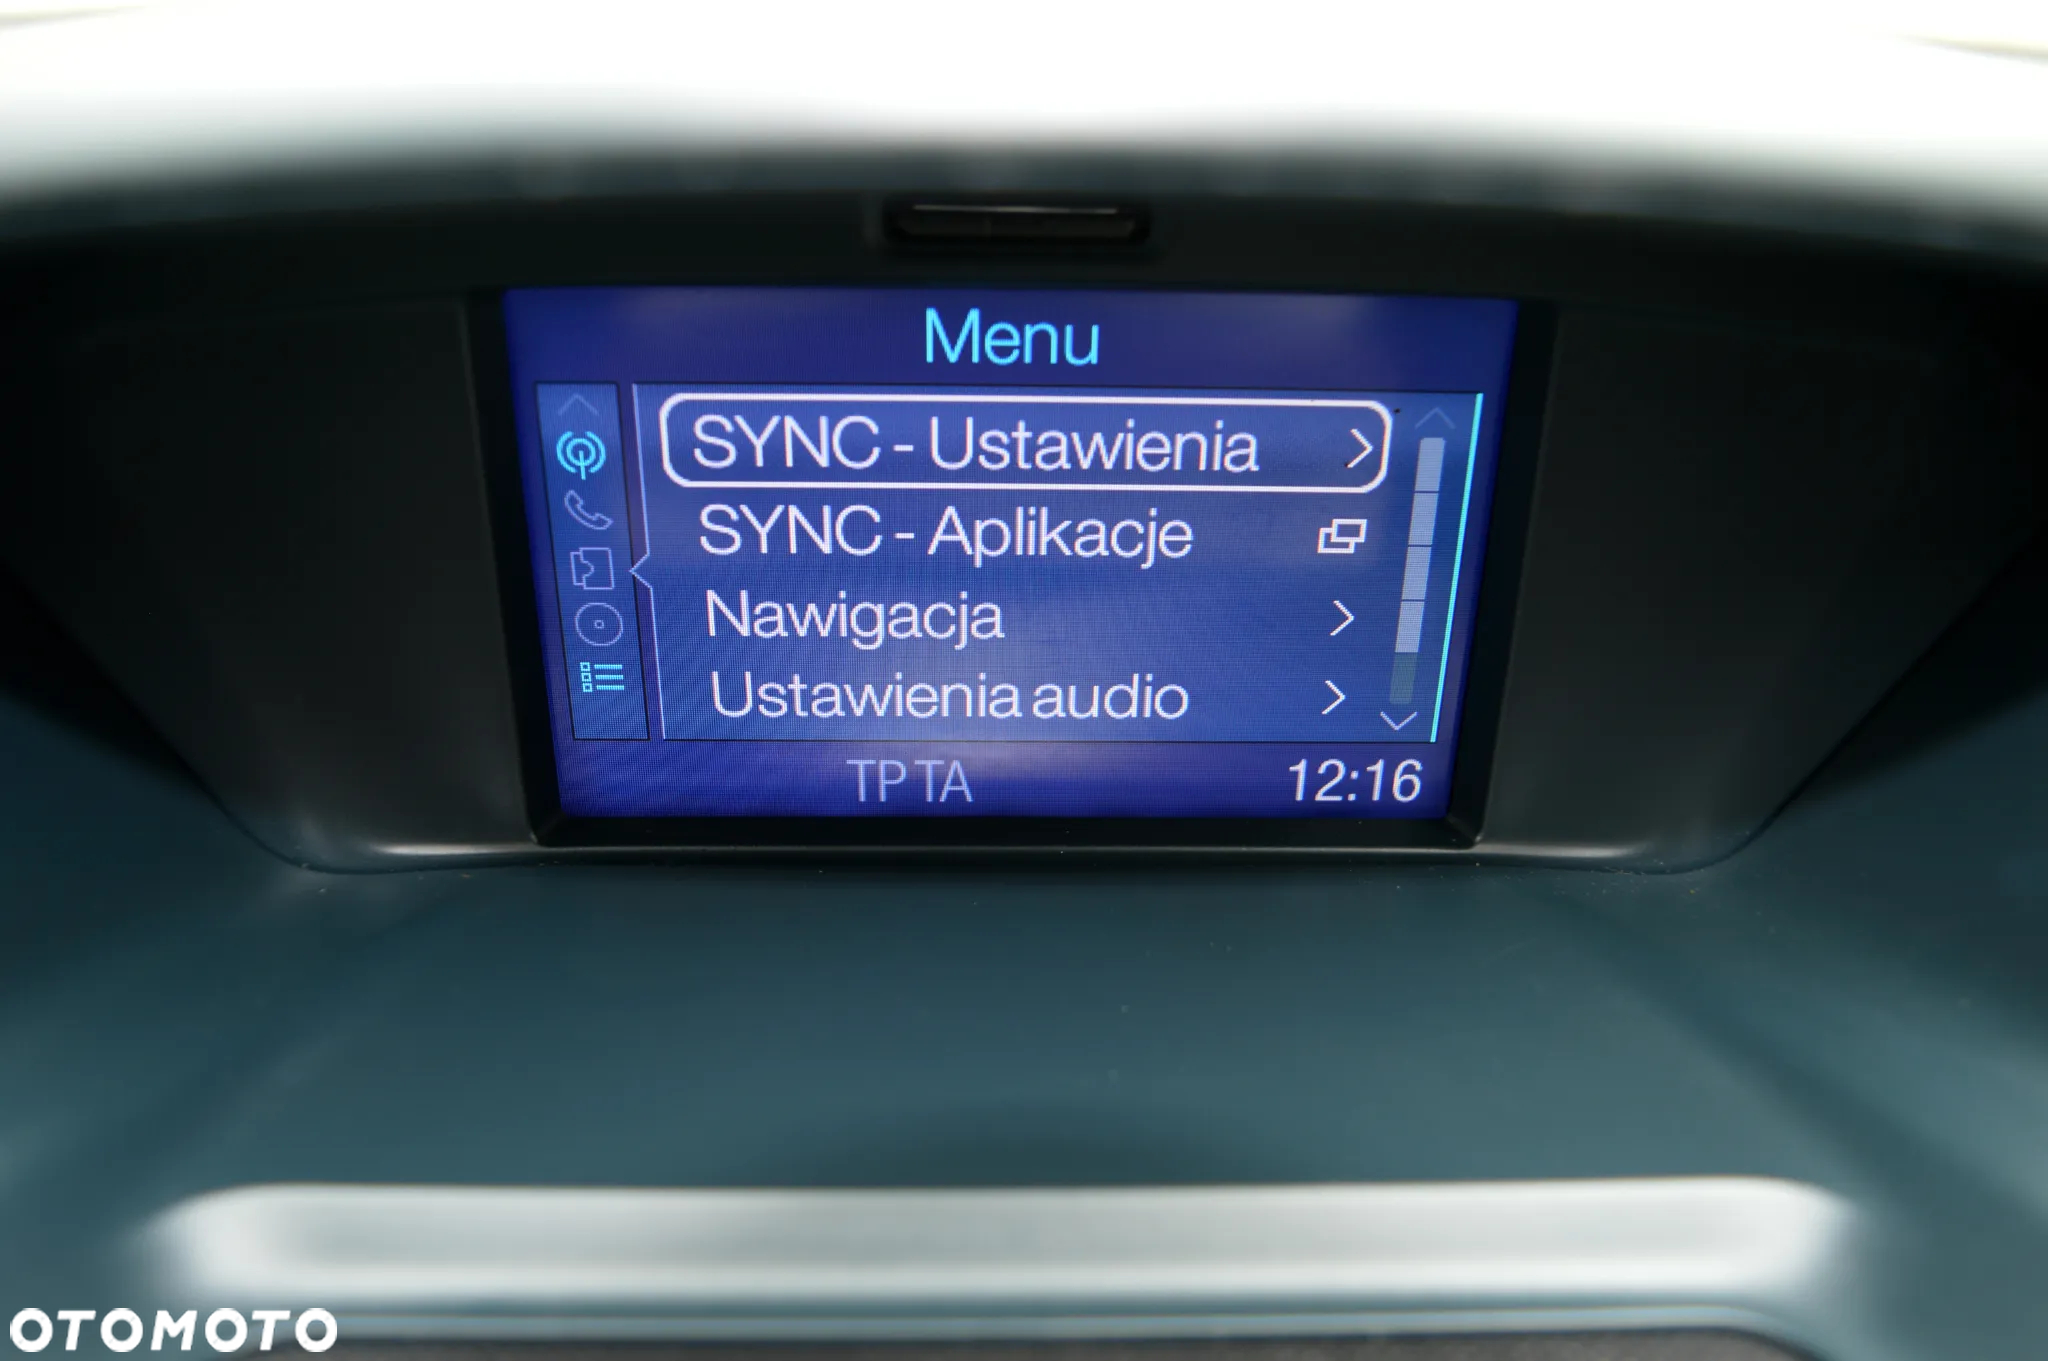 Menu
SYNC - Ustawienia
SYNC - Aplikacje
Nawigacja
Ustawienia audio
TP TA
12:16
OTOMOTO